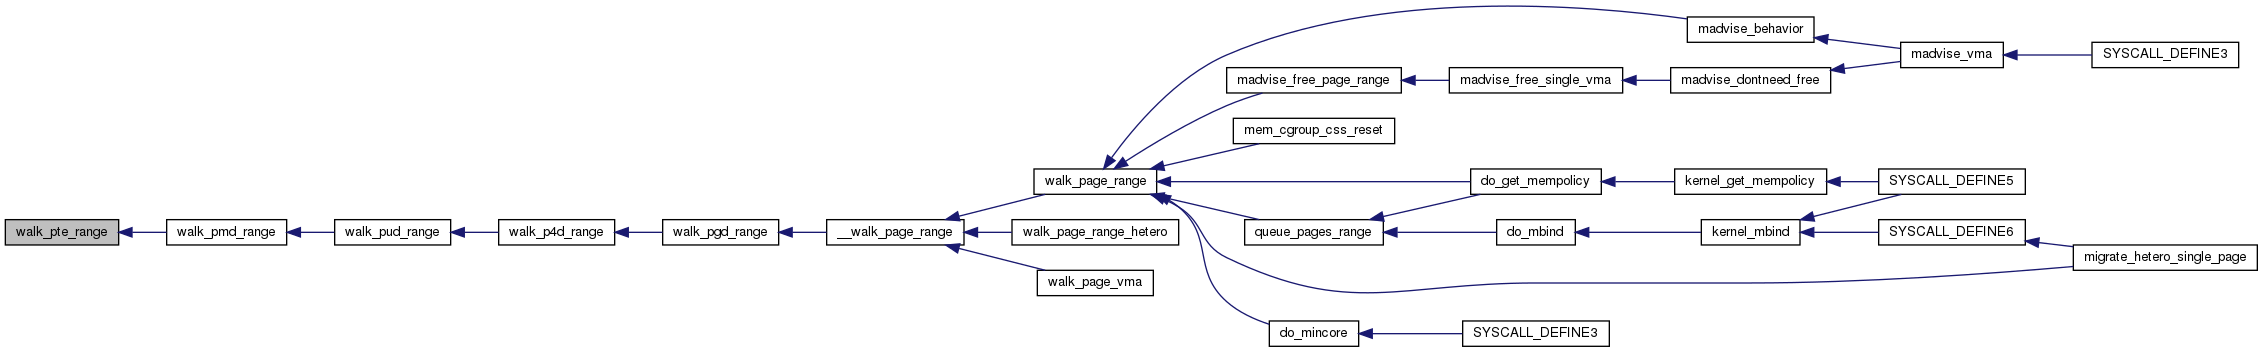 madvise_behavior
madvise_vma
SYSCALL_DEFINE3
madvise_free_page_range
madvise_free_single_vma
madvise_dontneed_free
mem_cgroup_css_reset
walk_page_range
do_get_mempolicy
kernel_get_mempolicy
SYSCALL_DEFINE5
walk_pte_range
walk_pmd_range
walk_pud_range
walk_p4d_range
walk_pgd_range
__walk_page_range
walk_page_range_hetero
queue_pages_range
do_mbind
kernel_mbind
SYSCALL_DEFINE6
migrate_hetero_single_page
walk_page_vma
do_mincore
SYSCALL_DEFINE3